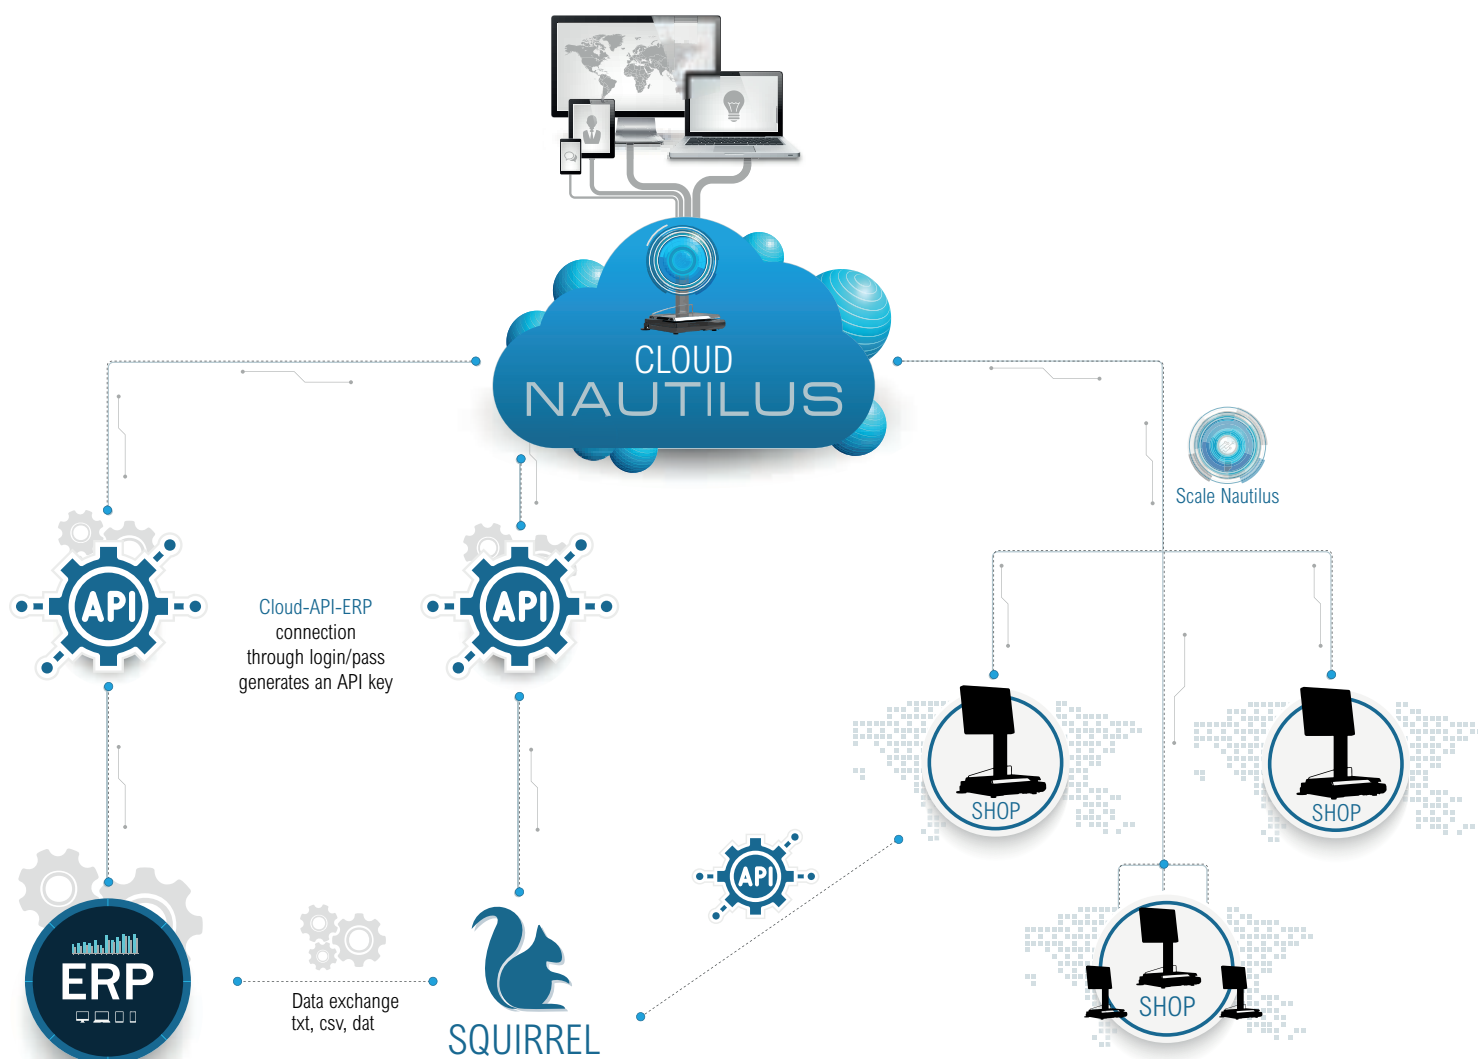 CLOUD
NAUTILUS
Scale Nautilus
API
API
Cloud-API-ERP
connection
through login/pass
generates an API key
SHOP
SHOP
API
ERP
Data exchange
txt, csv, dat
SQUIRREL
SHOP